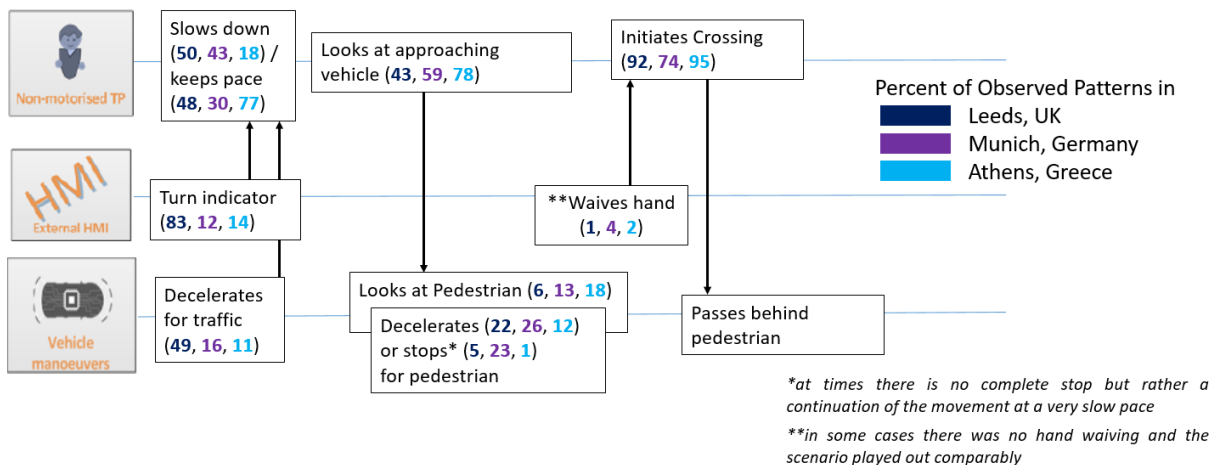 Non-motorised TP
Slows down
(50, 43, 18) /
keeps pace
(48, 30, 77)
Looks at approaching
vehicle (43, 59, 78)
Initiates Crossing
(92, 74, 95)
Percent of Observed Patterns in
Leeds, UK
Munich, Germany
Athens, Greece
HMI
External HMI
Turn indicator
(83, 12, 14)
**Waives hand
(1, 4, 2)
Vehicle
manoeuvers
Decelerates
for traffic
(49, 16, 11)
Looks at Pedestrian (6, 13, 18)
Decelerates (22, 26, 12)
or stops* (5, 23, 1)
for pedestrian
Passes behind
pedestrian
*at times there is no complete stop but rather a
continuation of the movement at a very slow pace
**in some cases there was no hand waiving and the
scenario played out comparably